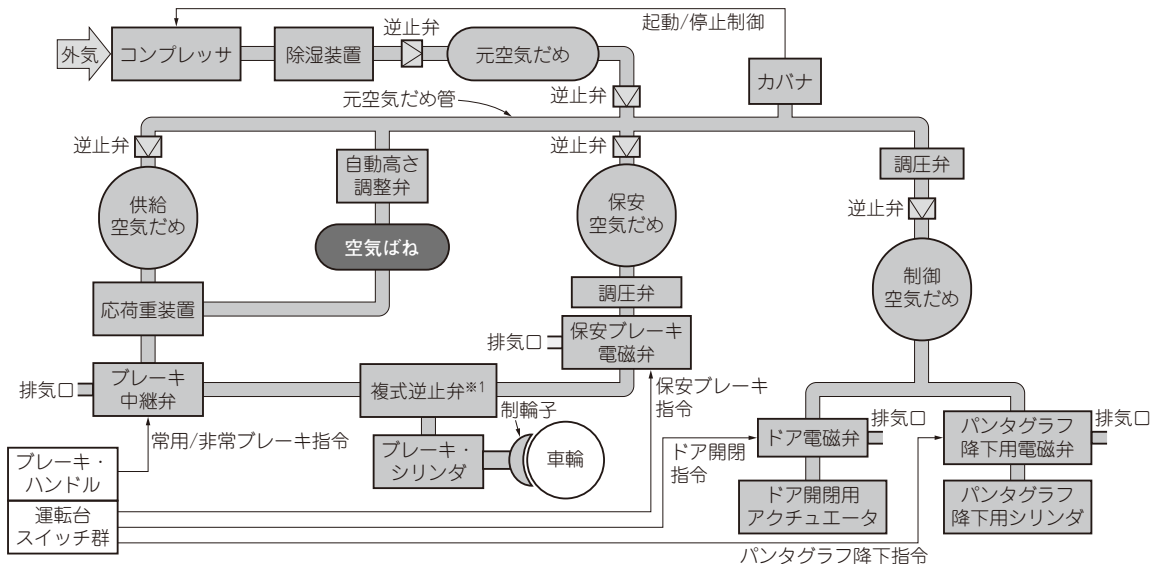 起動/停止制御
逆止弁
外気
コンプレッサ
除湿装置
元空気だめ
カバナ
元空気だめ管
逆止弁
逆止弁
逆止弁
自動高さ
調整弁
調圧弁
供給
空気だめ
保安
空気だめ
逆止弁
空気ばね
制御
空気だめ
応荷重装置
調圧弁
排気口
保安ブレーキ
電磁弁
排気口
ブレーキ
中継弁
複式逆止弁※1
保安ブレーキ
指令
制輪子
常用/非常ブレーキ指令
ブレーキ・
シリンダ
車輪
ドア開閉
指令
ドア電磁弁
排気口
パンタグラフ
降下用電磁弁
排気口
ブレーキ・
ハンドル
運転台
スイッチ群
ドア開閉用
アクチュエータ
パンタグラフ
降下用シリンダ
パンタグラフ降下指令